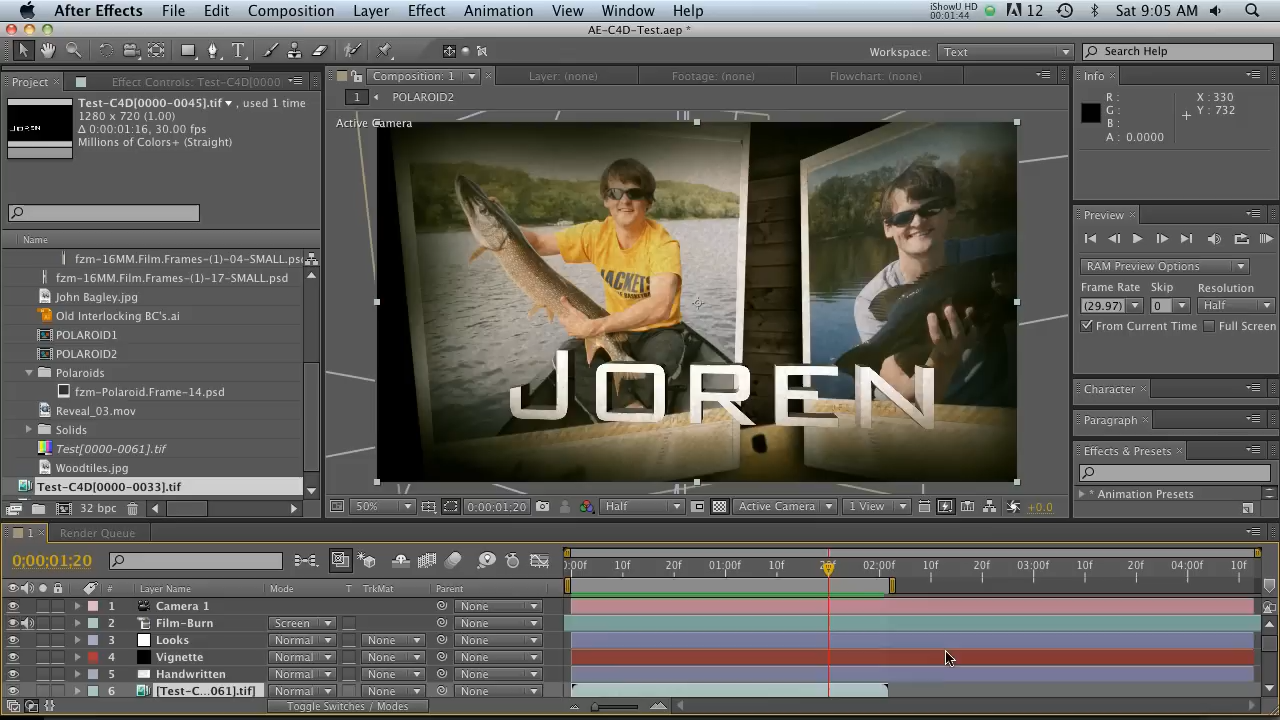 After Effects File Edit Composition Layer Effect Animation View Window Help iShowU HD 00:01:44 12 Sat 9:05 AM
AE-C4D-Test.aep *
Workspace: Text Search Help
Project Effect Controls: Test-C4D[0000 Composition: 1 Layer: (none) Footage: (none) Flowchart: (none) Info
Test-C4D[0000-0045].tif ▼ , used 1 time
1280 x 720 (1.00)
Δ 0:00:01:16, 30.00 fps
Millions of Colors+ (Straight)
1 POLAROID2
Active Camera
R :
G :
B :
A : 0.0000
X : 330
Y : 732
JACKETS
JOREN
Name
fzm-16MM.Film.Frames-(1)-04-SMALL.ps
fzm-16MM.Film.Frames-(1)-17-SMALL.psd
John Bagley.jpg
Old Interlocking BC's.ai
POLAROID1
POLAROID2
Polaroids
fzm-Polaroid.Frame-14.psd
Reveal_03.mov
Solids
Test[0000-0061].tif
Woodtiles.jpg
Test-C4D[0000-0033].tif
32 bpc
Preview
RAM Preview Options
Frame Rate Skip Resolution
(29.97) 0 Half
From Current Time Full Screen
Character
Paragraph
Effects & Presets
* Animation Presets
50% 0:00:01:20 Half Active Camera 1 View +0.0
1 Render Queue
0;00;01;20
:00f 10f 20f 01:00f 10f 20f 02:00f 10f 20f 03:00f 10f 20f 04:00f 10f
# Layer Name Mode T TrkMat Parent
1 Camera 1 None
2 Film-Burn Screen None
3 Looks Normal None None
4 Vignette Normal None None
5 Handwritten Normal None None
6 [Test-C...061].tif] Normal None None
Toggle Switches / Modes